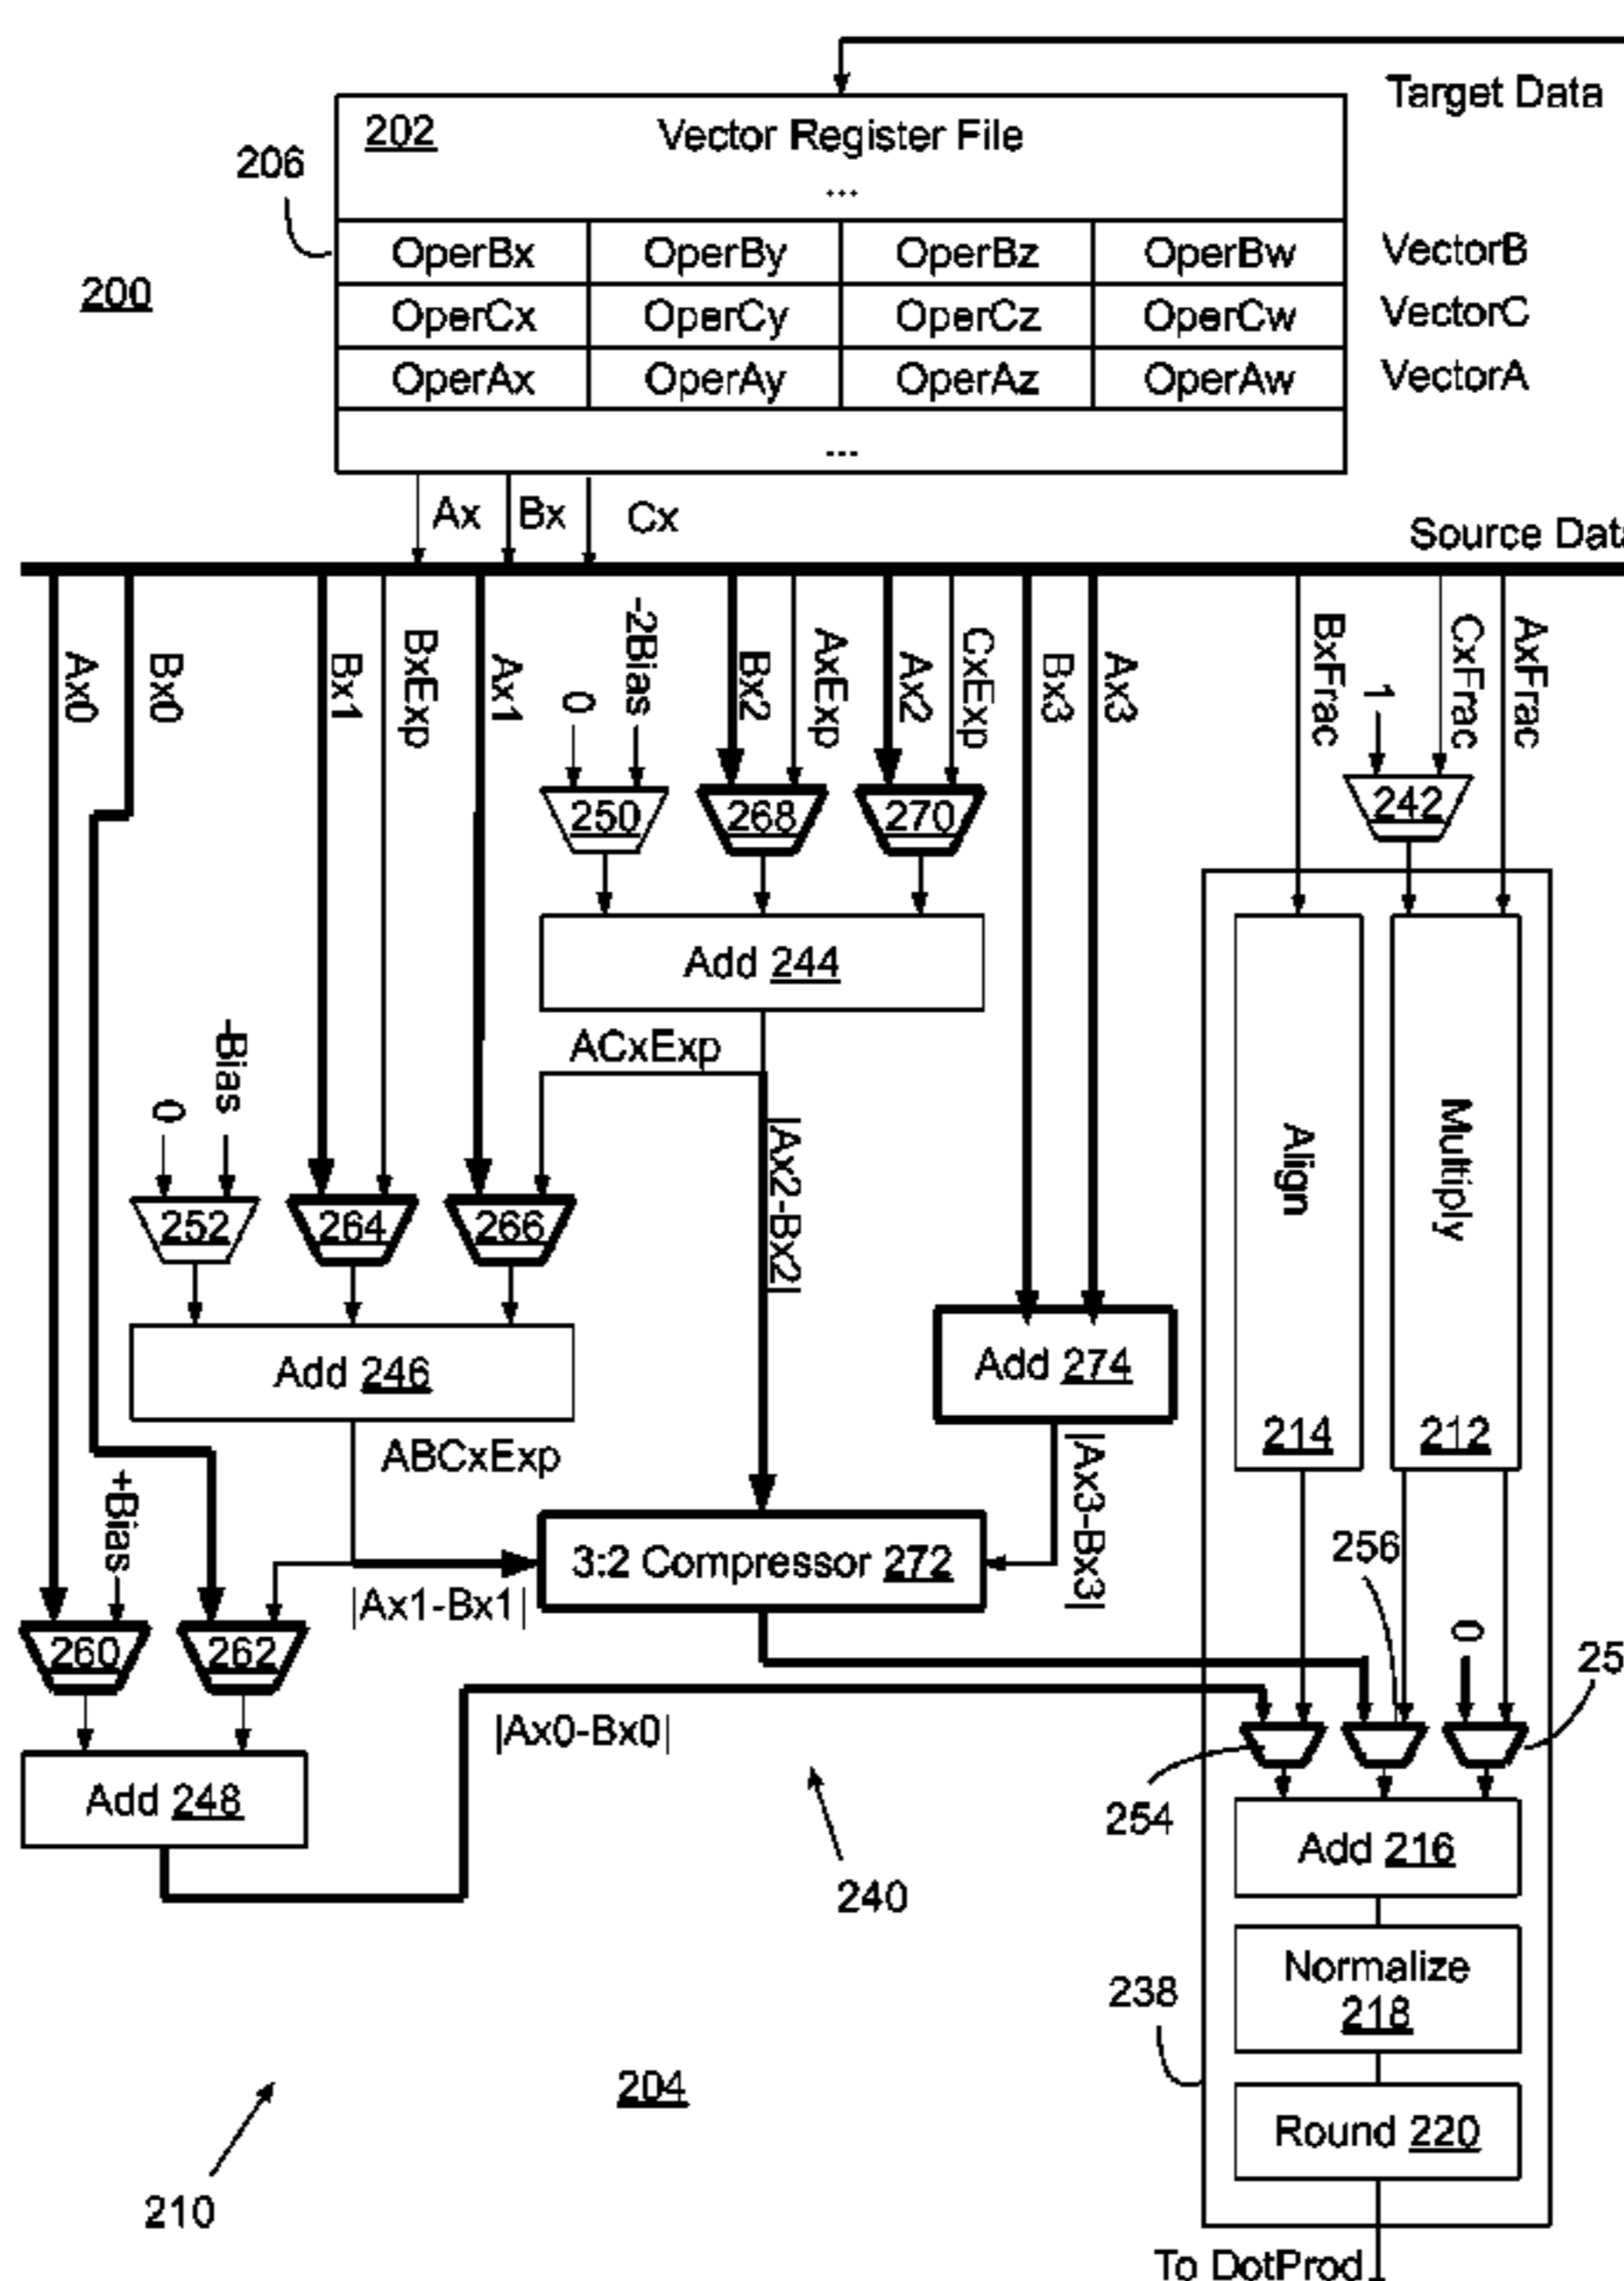 Target Data
202 Vector Register File
...
206
OperBx OperBy OperBz OperBw VectorB
200
OperCx OperCy OperCz OperCw VectorC
OperAx OperAy OperAz OperAw VectorA
...
Ax Bx Cx
Source Data
Ax0
Bx0
Bx1
BxExp
Ax1
0
-2Bias
Bx2
AxExp
Ax2
CxExp
Bx3
Ax3
BxFrac
1
CxFrac
AxFrac
250 268 270 242
Add 244
ACxExp
0
-Bias
|Ax2-Bx2|
Align
Multiply
252 264 266
Add 246
Add 274
214 212
ABCxExp
+Bias
|Ax3-Bx3|
256
3:2 Compressor 272
|Ax1-Bx1|
0
260 262
25
|Ax0-Bx0|
254
Add 248
Add 216
240
238
Normalize
218
204
Round 220
210
To DotProd